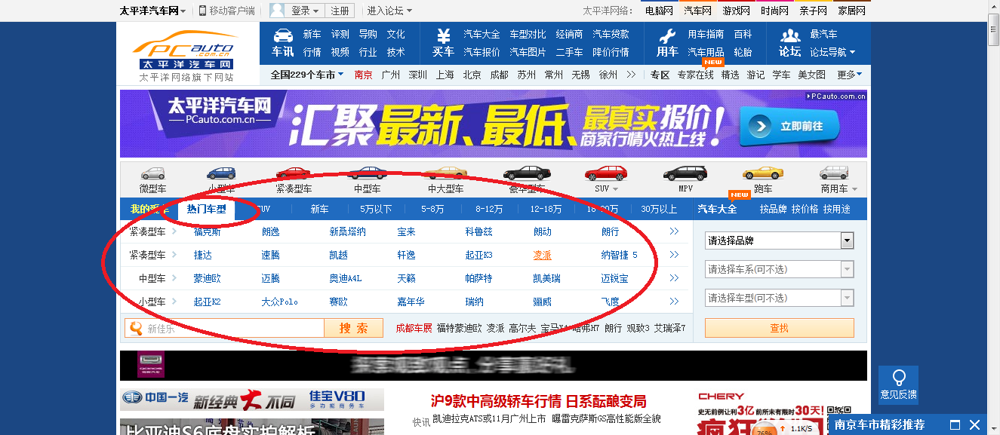 太平洋汽车网 移动客户端 登录 注册 进入论坛 太平洋网络： 电脑网 汽车网 游戏网 时尚网 亲子网 家居网
PCauto
.com.cn
太平洋汽车网
太平洋网络旗下网站
车讯 新车 评测 导购 文化
行情 视频 行业 技术
买车 汽车大全 车型对比 经销商 汽车贷款
汽车报价 汽车图片 二手车 降价行情
用车 用车指南 百科
汽车用品 轮胎
论坛 最汽车
论坛导航
NEW
全国229个车市 南京 广州 深圳 上海 北京 成都 苏州 常州 无锡 徐州 >> 专区 专家在线 精选 游记 学车 美女图 更多
太平洋汽车网
PCauto.com.cn
汇聚最新、最低、最真实报价！
商家行情火热上线
立即前往
PCauto.com.cn
微型车 小型车 紧凑型车 中型车 中大型车 豪华型车 SUV MPV 跑车 商用车
NEW
我的爱车 热门车型 SUV 新车 5万以下 5-8万 8-12万 12-18万 18-30万 30万以上 汽车大全 按品牌 按价格 按用途
紧凑型车 福克斯 朗逸 新桑塔纳 宝来 科鲁兹 朗动 朗行 >>
紧凑型车 捷达 速腾 凯越 轩逸 起亚K3 凌派 纳智捷 5 >>
中型车 蒙迪欧 迈腾 奥迪A4L 天籁 帕萨特 凯美瑞 迈锐宝 >>
小型车 起亚K2 大众Polo 赛欧 嘉年华 瑞纳 骊威 飞度 >>
请选择品牌
请选择车系(可不选)
请选择车型(可不选)
查找
新佳乐 搜 索 成都车展 福特蒙迪欧 凌派 高尔夫 宝马X4 哈弗H7 朗行 观致3 艾瑞泽7
QOROS
观致汽车
意见反馈
中国一汽 新经典大不同 佳宝V80
多功能商务车
比亚迪S6底盘实拍解析
沪9款中高级轿车行情 日系酝酿变局
快讯 凯迪拉克ATS或11月广州上市 曝雷克萨斯GS高性能版全貌
CHERY
史无前例让利3亿 前所未有限时30天!
疯狂
76% 1.1K/S
南京车市精彩推荐